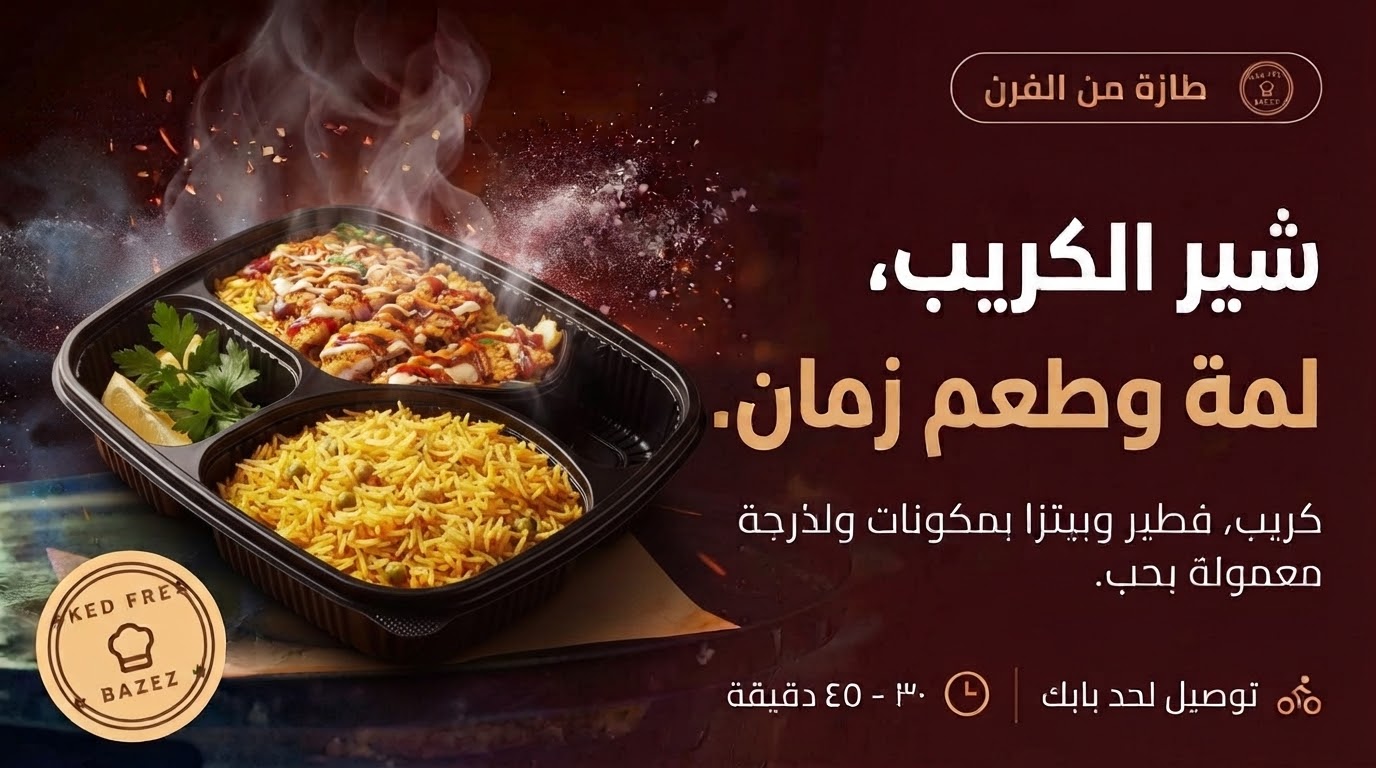 طازة من الفرن
شير الكريب،
لمة وطعم زمان.
كريب، فطير وبيتزا بمكونات ولذرجة
معمولة بحب.
توصيل لحد بابك
٣٠ - ٤٥ دقيقة
KED FRE
BAZEZ